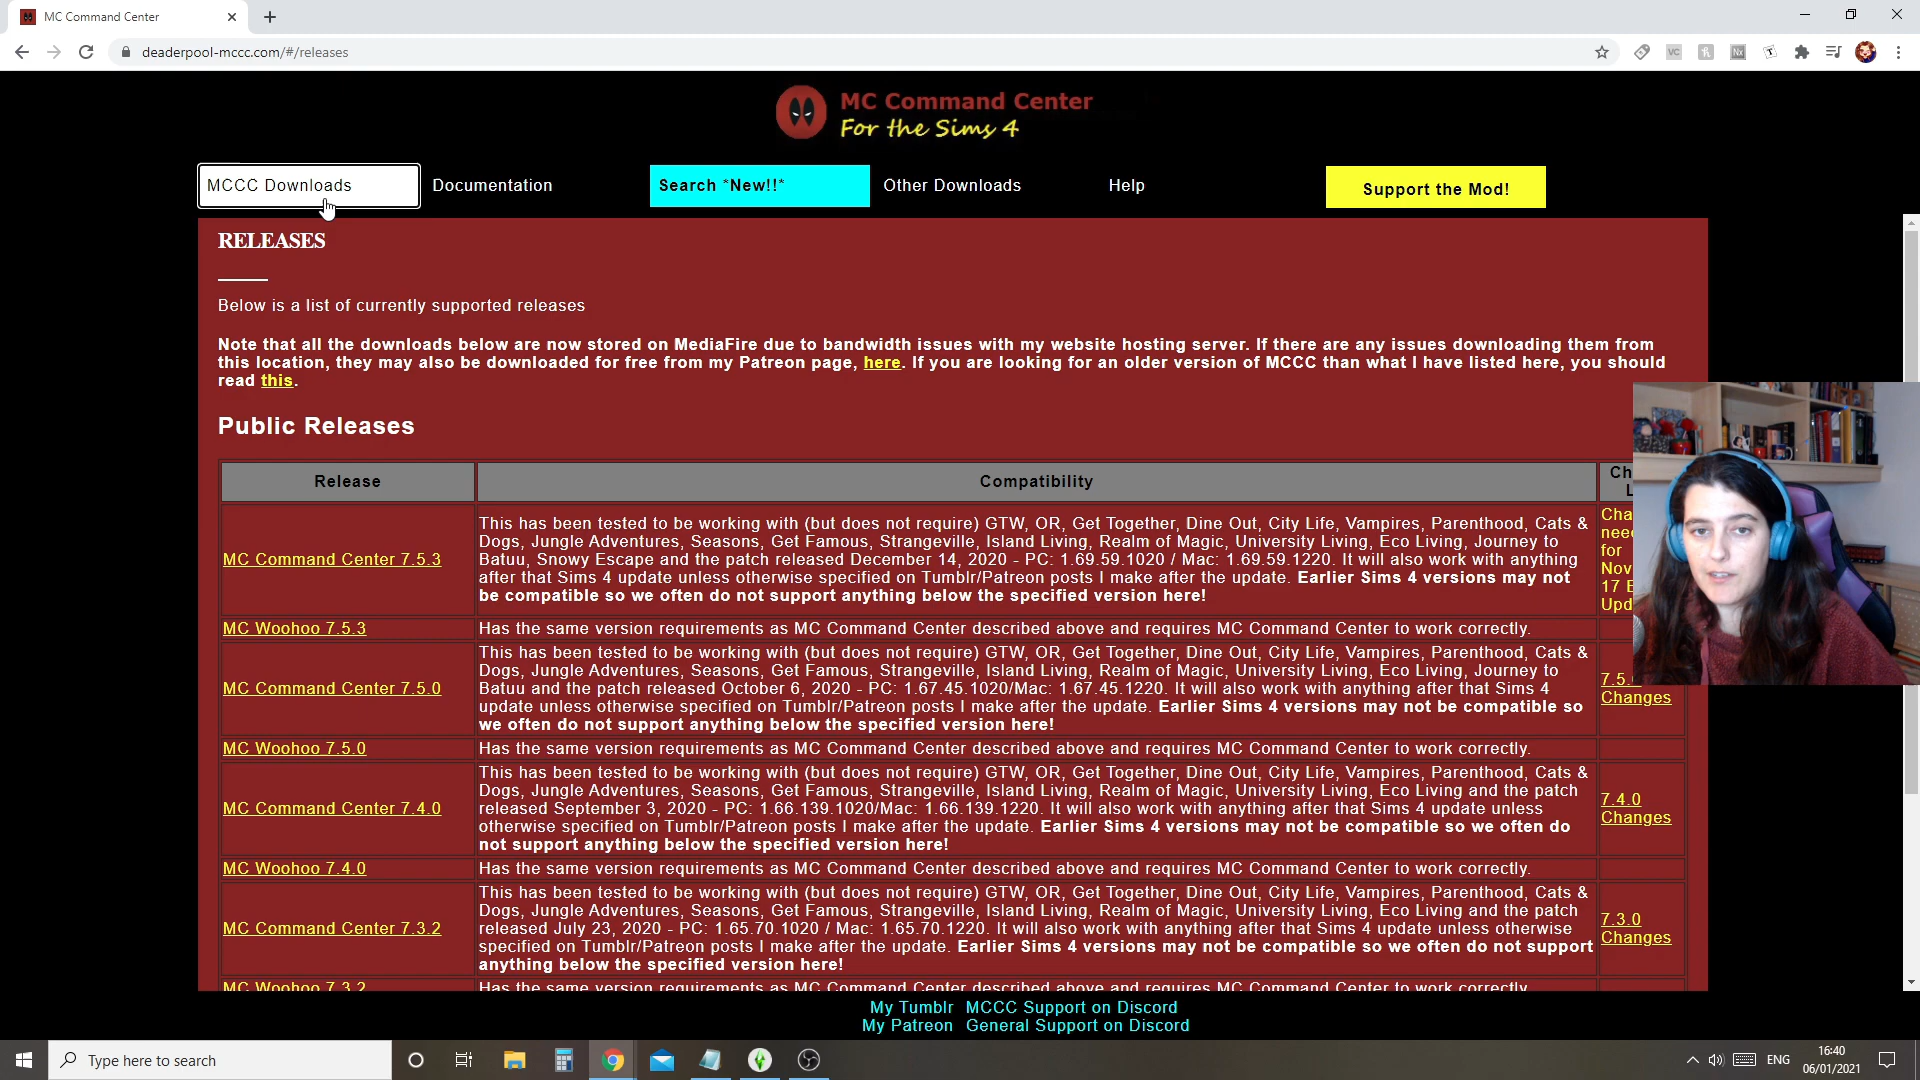 MC Command Center
deaderpool-mccc.com/#/releases
MC Command Center
For the Sims 4
MCCC Downloads
Documentation
Search *New!!*
Other Downloads
Help
Support the Mod!
RELEASES
Below is a list of currently supported releases
Note that all the downloads below are now stored on MediaFire due to bandwidth issues with my website hosting server. If there are any issues downloading them from
this location, they may also be downloaded for free from my Patreon page, here. If you are looking for an older version of MCCC than what I have listed here, you should
read this.
Public Releases
Release
Compatibility
MC Command Center 7.5.3
This has been tested to be working with (but does not require) GTW, OR, Get Together, Dine Out, City Life, Vampires, Parenthood, Cats &
Dogs, Jungle Adventures, Seasons, Get Famous, Strangeville, Island Living, Realm of Magic, University Living, Eco Living, Journey to
Batuu, Snowy Escape and the patch released December 14, 2020 - PC: 1.69.59.1020 / Mac: 1.69.59.1220. It will also work with anything
after that Sims 4 update unless otherwise specified on Tumblr/Patreon posts I make after the update. Earlier Sims 4 versions may not
be compatible so we often do not support anything below the specified version here!
for
Nov
17
MC Woohoo 7.5.3
Has the same version requirements as MC Command Center described above and requires MC Command Center to work correctly.
MC Command Center 7.5.0
This has been tested to be working with (but does not require) GTW, OR, Get Together, Dine Out, City Life, Vampires, Parenthood, Cats &
Dogs, Jungle Adventures, Seasons, Get Famous, Strangeville, Island Living, Realm of Magic, University Living, Eco Living, Journey to
Batuu and the patch released October 6, 2020 - PC: 1.67.45.1020/Mac: 1.67.45.1220. It will also work with anything after that Sims 4
update unless otherwise specified on Tumblr/Patreon posts I make after the update. Earlier Sims 4 versions may not be compatible so
we often do not support anything below the specified version here!
Changes
MC Woohoo 7.5.0
Has the same version requirements as MC Command Center described above and requires MC Command Center to work correctly.
MC Command Center 7.4.0
This has been tested to be working with (but does not require) GTW, OR, Get Together, Dine Out, City Life, Vampires, Parenthood, Cats &
Dogs, Jungle Adventures, Seasons, Get Famous, Strangeville, Island Living, Realm of Magic, University Living, Eco Living and the patch
released September 3, 2020 - PC: 1.66.139.1020/Mac: 1.66.139.1220. It will also work with anything after that Sims 4 update unless
otherwise specified on Tumblr/Patreon posts I make after the update. Earlier Sims 4 versions may not be compatible so we often do
not support anything below the specified version here!
7.4.0
Changes
MC Woohoo 7.4.0
Has the same version requirements as MC Command Center described above and requires MC Command Center to work correctly.
MC Command Center 7.3.2
This has been tested to be working with (but does not require) GTW, OR, Get Together, Dine Out, City Life, Vampires, Parenthood, Cats &
Dogs, Jungle Adventures, Seasons, Get Famous, Strangeville, Island Living, Realm of Magic, University Living, Eco Living and the patch
released July 23, 2020 - PC: 1.65.70.1020 / Mac: 1.65.70.1220. It will also work with anything after that Sims 4 update unless otherwise
specified on Tumblr/Patreon posts I make after the update. Earlier Sims 4 versions may not be compatible so we often do not support
anything below the specified version here!
7.3.0
Changes
MC Woohoo 7.3.2
Has the same version requirements as MC Command Center described above and requires MC Command Center to work correctly.
My Tumblr MCCC Support on Discord
My Patreon General Support on Discord
Type here to search
ENG
16:40
06/01/2021